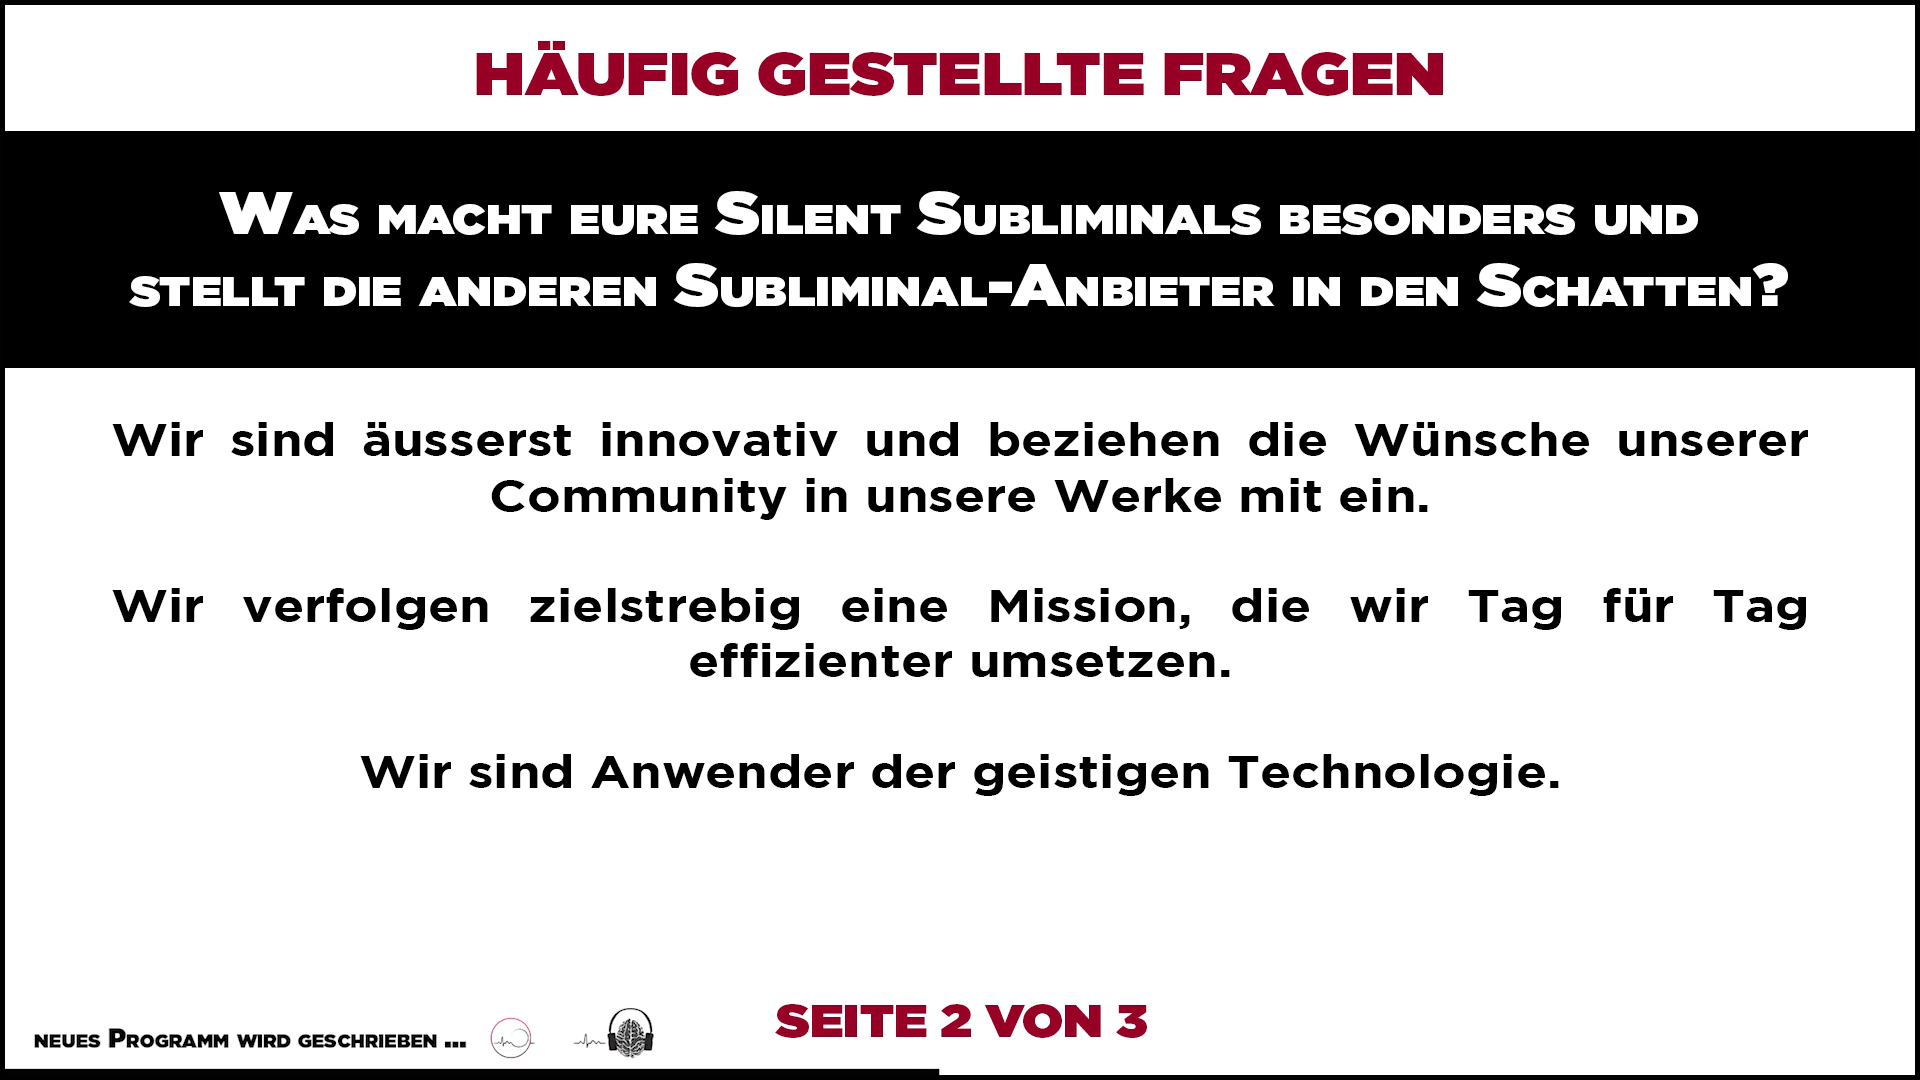 HÄUFIG GESTELLTE FRAGEN
Was macht eure Silent Subliminals besonders und
stellt die anderen Subliminal-Anbieter in den Schatten?
Wir sind äusserst innovativ und beziehen die Wünsche unserer
Community in unsere Werke mit ein.
Wir verfolgen zielstrebig eine Mission, die wir Tag für Tag
effizienter umsetzen.
Wir sind Anwender der geistigen Technologie.
SEITE 2 VON 3
neues Programm wird geschrieben ...